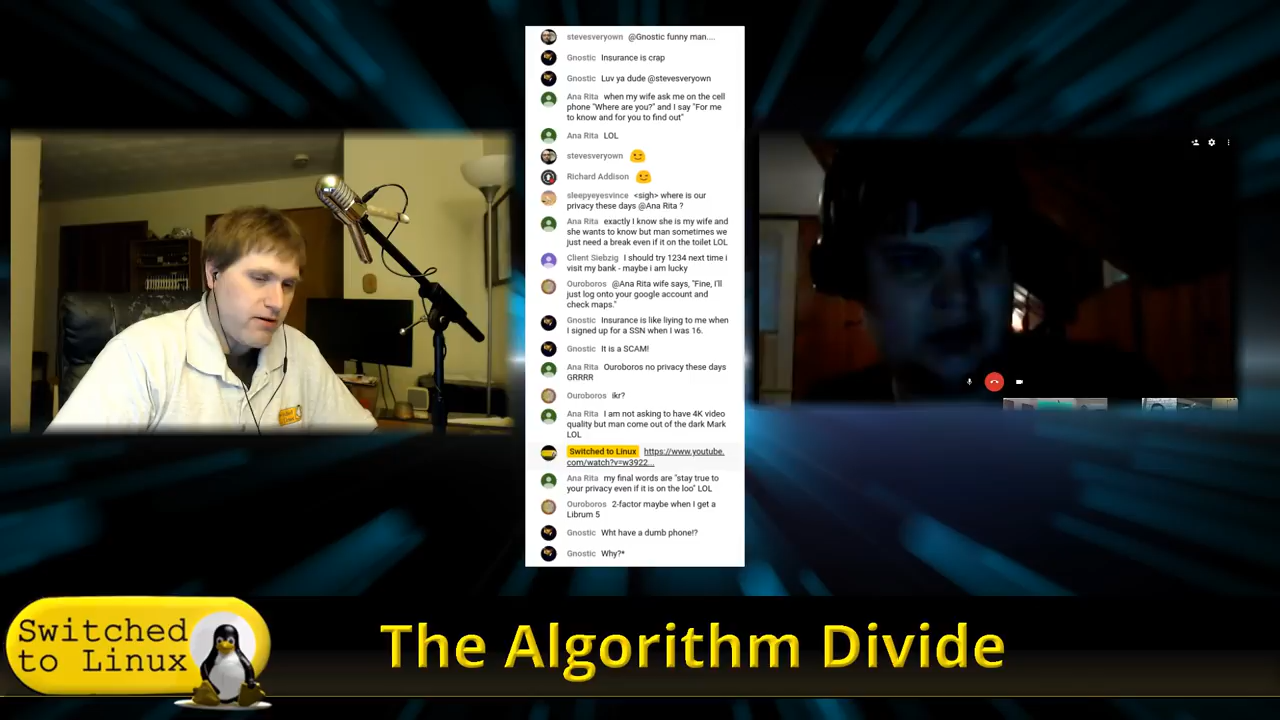 stevesveryown @Gnostic funny man....
Gnostic Insurance is crap
Gnostic Luv ya dude @stevesveryown
Ana Rita when my wife ask me on the cell
phone "Where are you?" and I say "For me
to know and for you to find out"
Ana Rita LOL
stevesveryown
Richard Addison
sleepyeyesvince <sigh> where is our
privacy these days @Ana Rita ?
Ana Rita exactly I know she is my wife and
she wants to know but man sometimes we
just need a break even if it on the toilet LOL
Client Siebzig I should try 1234 next time i
visit my bank - maybe i am lucky
Ouroboros @Ana Rita wife says, "Fine, I'll
just log onto your google account and
check maps."
Gnostic Insurance is like liying to me when
I signed up for a SSN when I was 16.
Gnostic It is a SCAM!
Ana Rita Ouroboros no privacy these days
GRRRR
Ouroboros ikr?
Ana Rita I am not asking to have 4K video
quality but man come out of the dark Mark
LOL
Switched to Linux https://www.youtube.
com/watch?v=w3922...
Ana Rita my final words are "stay true to
your privacy even if it is on the loo" LOL
Ouroboros 2-factor maybe when I get a
Librum 5
Gnostic Wht have a dumb phone!?
Gnostic Why?*
Switched
to Linux
The Algorithm Divide